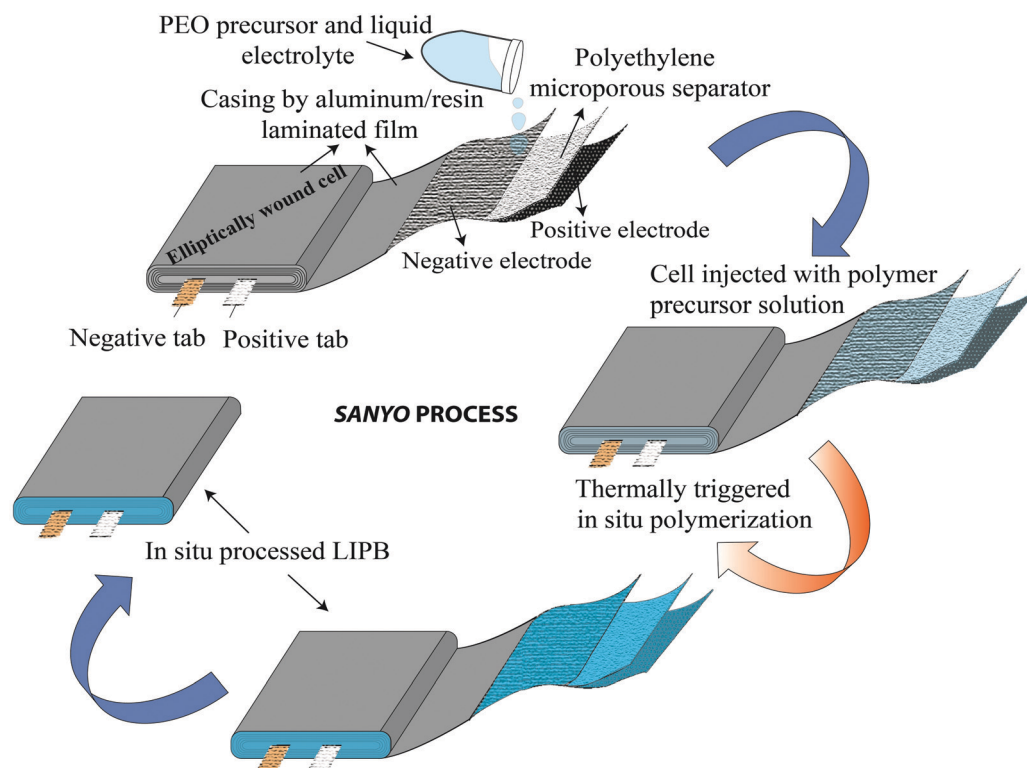 PEO precursor and liquid
electrolyte
Polyethylene
microporous separator
Casing by aluminum/resin
laminated film
Elliptically wound cell
Positive electrode
Negative electrode
Negative tab
Positive tab
Cell injected with polymer
precursor solution
SANYO PROCESS
Thermally triggered
in situ polymerization
In situ processed LIPB